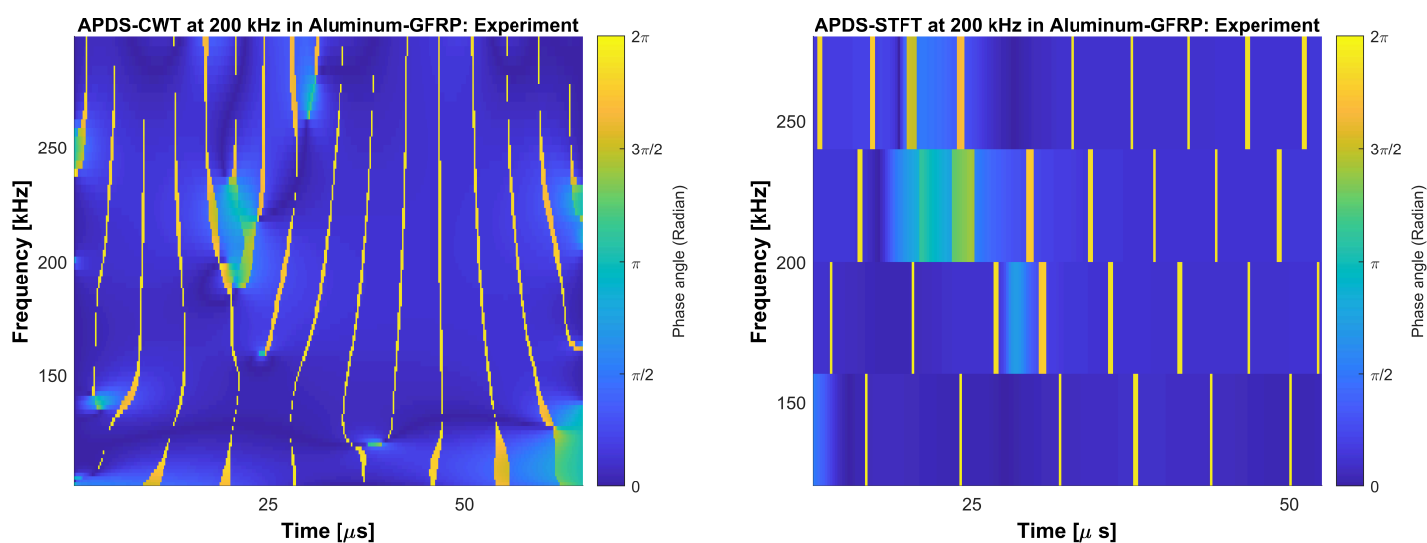 APDS-CWT at 200 kHz in Aluminum-GFRP: Experiment
Frequency [kHz]
250
200
150
25
50
Time [μs]
2π
3π/2
π
π/2
0
Phase angle (Radian)
APDS-STFT at 200 kHz in Aluminum-GFRP: Experiment
Frequency [kHz]
250
200
150
25
50
Time [μ s]
2π
3π/2
π
π/2
0
Phase angle (Radian)